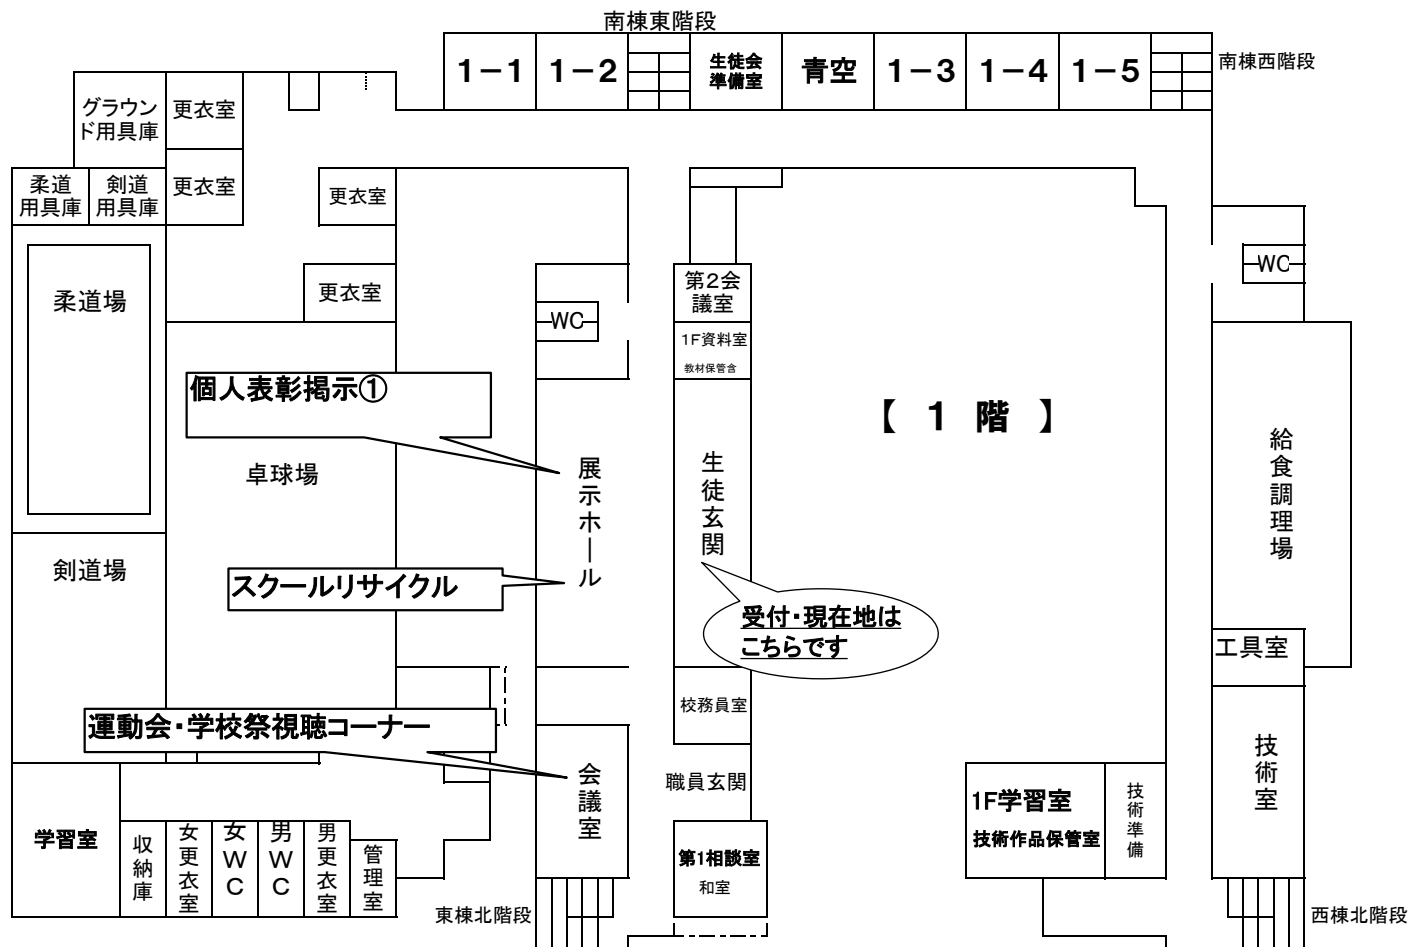 南棟東階段
1－1
1－2
生徒会
準備室
青空
1－3
1－4
1－5
南棟西階段
グラウン
ド用具庫
更衣室
柔道
用具庫
剣道
用具庫
更衣室
更衣室
更衣室
WC
WC
柔道場
第2会
議室
1F資料室
教材保管含
個人表彰掲示①
【 1 階 】
卓球場
展示ホール
生徒玄関
給食調理場
剣道場
スクールリサイクル
受付・現在地は
こちらです
工具室
校務員室
運動会・学校祭視聴コーナー
会議室
職員玄関
技術室
1F学習室
技術作品保管室
技術準備
学習室
収納庫
女更衣室
女WC
男WC
男更衣室
管理室
第1相談室
和室
東棟北階段
西棟北階段